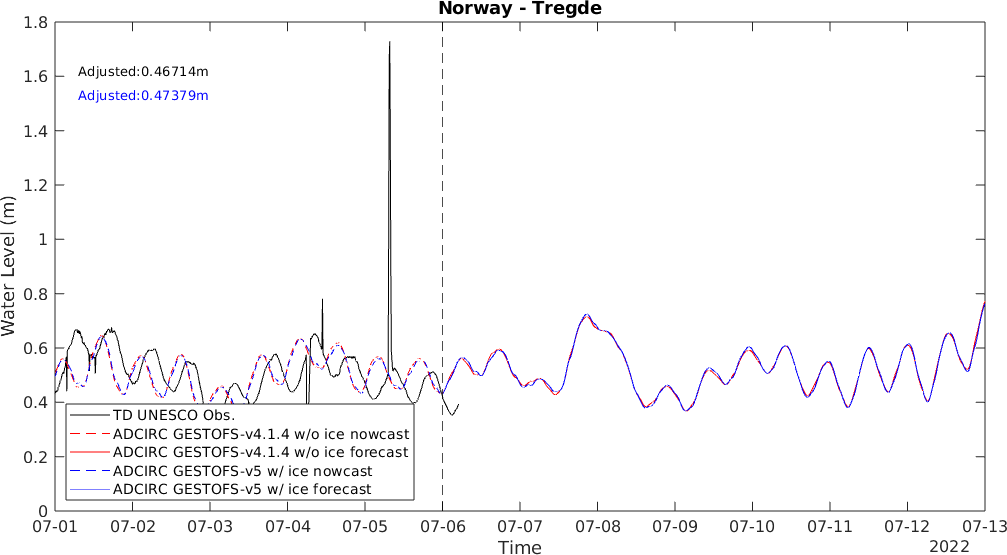 Norway - Tregde
1.8
1.6
1.4
1.2
1
0.8
0.6
0.4
0.2
0
Water Level (m)
Adjusted:0.46714m
Adjusted:0.47379m
TD UNESCO Obs.
ADCIRC GESTOFS-v4.1.4 w/o ice nowcast
ADCIRC GESTOFS-v4.1.4 w/o ice forecast
ADCIRC GESTOFS-v5 w/ ice nowcast
ADCIRC GESTOFS-v5 w/ ice forecast
07-01 07-02 07-03 07-04 07-05 07-06 07-07 07-08 07-09 07-10 07-11 07-12 07-13
Time
2022